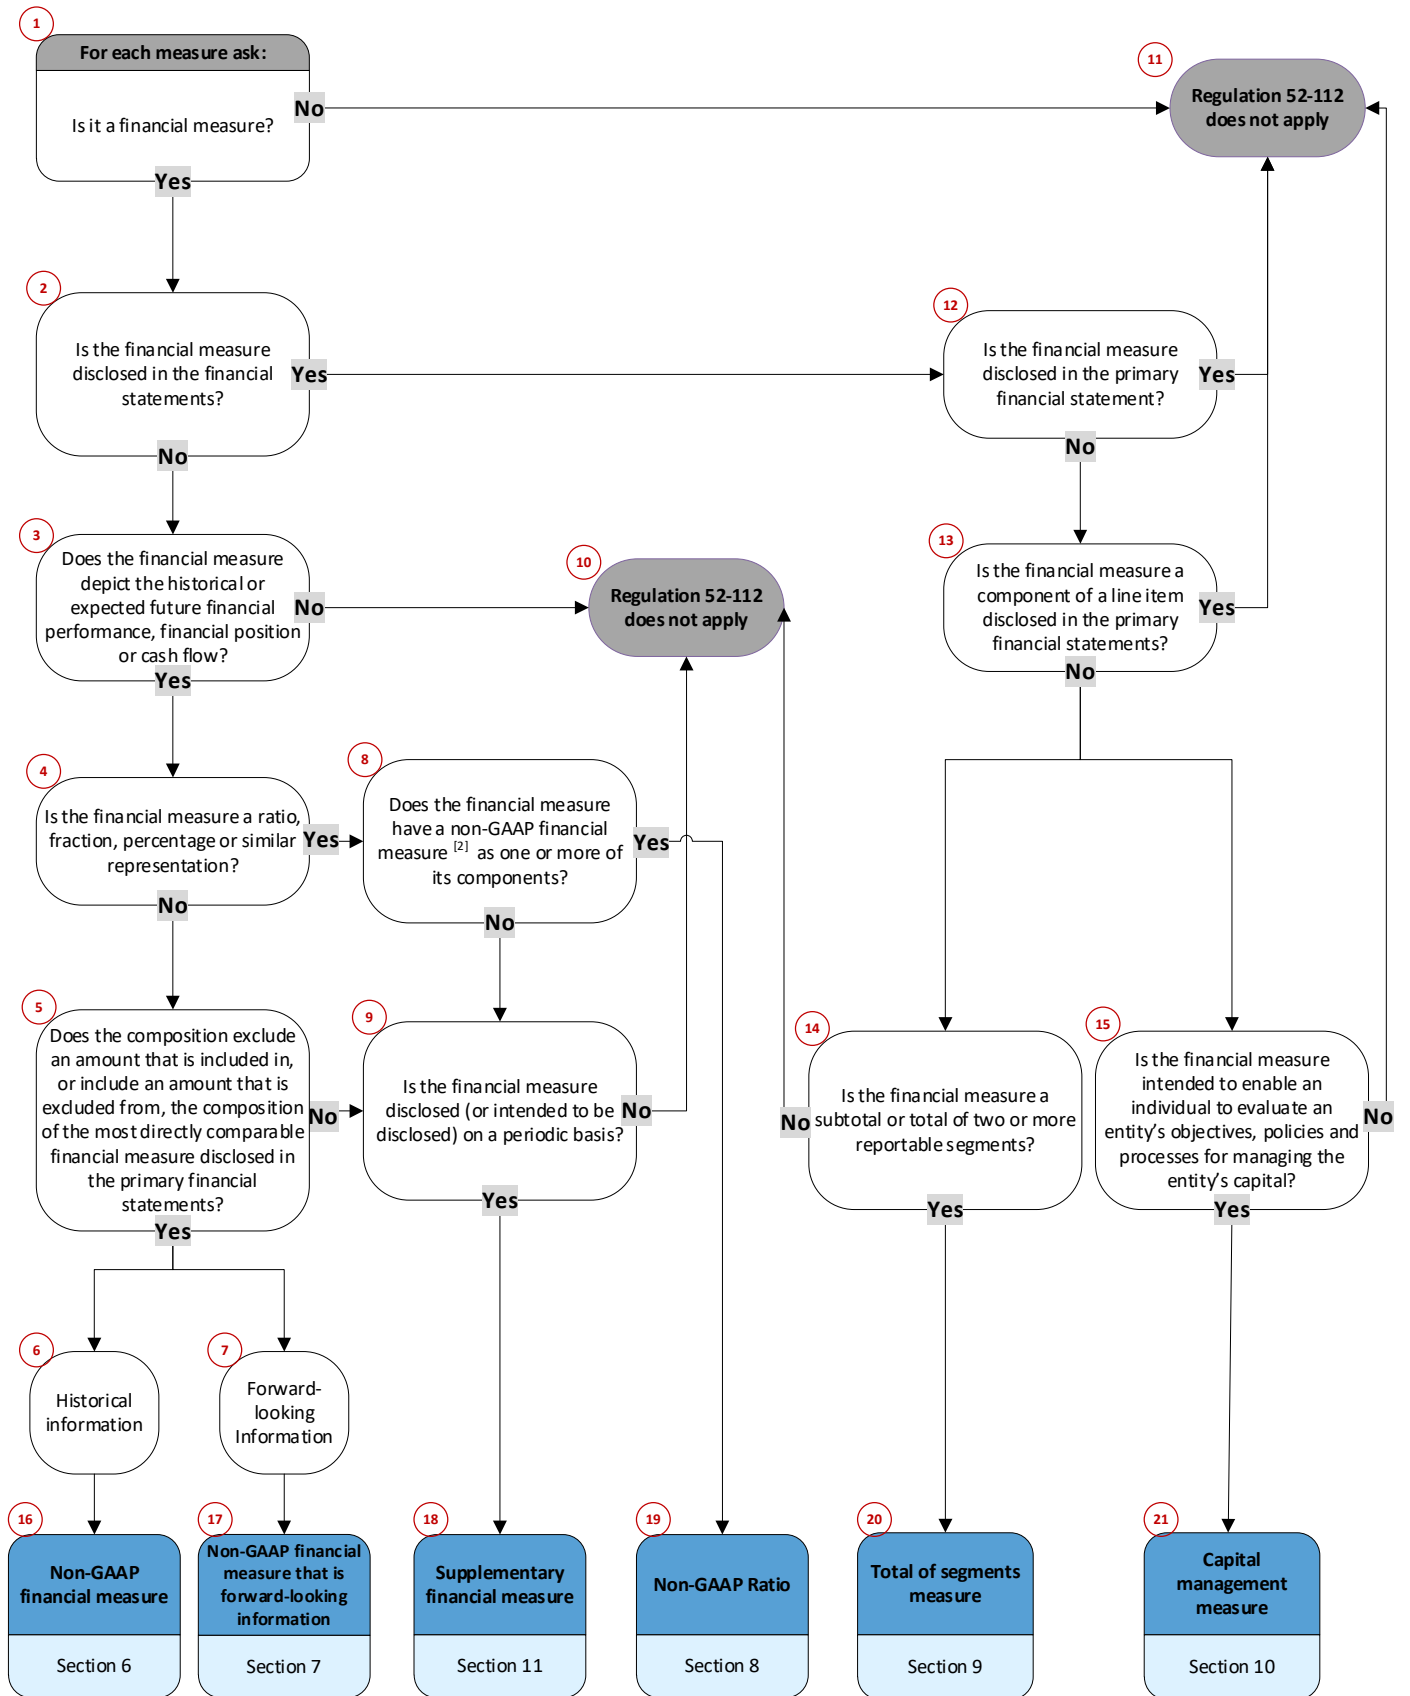 1
For each measure ask:
Is it a financial measure?
No
Yes
11
Regulation 52-112
does not apply
2
Is the financial measure
disclosed in the financial
statements?
Yes
No
12
Is the financial measure
disclosed in the primary
financial statement?
Yes
No
3
Does the financial measure
depict the historical or
expected future financial
performance, financial position
or cash flow?
No
Yes
10
Regulation 52-112
does not apply
13
Is the financial measure a
component of a line item
disclosed in the primary
financial statements?
Yes
No
4
Is the financial measure a ratio,
fraction, percentage or similar
representation?
Yes
No
8
Does the financial measure
have a non-GAAP financial
measure [2] as one or more of
its components?
Yes
No
5
Does the composition exclude
an amount that is included in,
or include an amount that is
excluded from, the composition
of the most directly comparable
financial measure disclosed in
the primary financial
statements?
No
Yes
9
Is the financial measure
disclosed (or intended to be
disclosed) on a periodic basis?
No
Yes
14
Is the financial measure a
subtotal or total of two or more
reportable segments?
No
Yes
15
Is the financial measure
intended to enable an
individual to evaluate an
entity's objectives, policies and
processes for managing the
entity's capital?
No
Yes
6
Historical
information
7
Forward-
looking
Information
16
Non-GAAP
financial measure
Section 6
17
Non-GAAP financial
measure that is
forward-looking
information
Section 7
18
Supplementary
financial measure
Section 11
19
Non-GAAP Ratio
Section 8
20
Total of segments
measure
Section 9
21
Capital
management
measure
Section 10